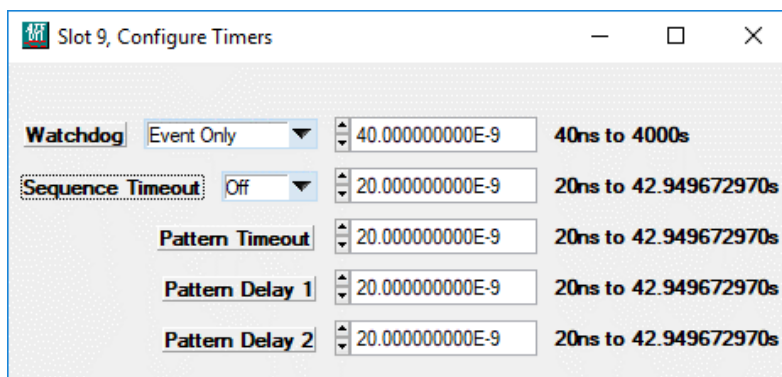 Slot 9, Configure Timers
Watchdog Event Only 40.000000000E-9 40ns to 4000s
Sequence Timeout Off 20.000000000E-9 20ns to 42.949672970s
Pattern Timeout 20.000000000E-9 20ns to 42.949672970s
Pattern Delay 1 20.000000000E-9 20ns to 42.949672970s
Pattern Delay 2 20.000000000E-9 20ns to 42.949672970s